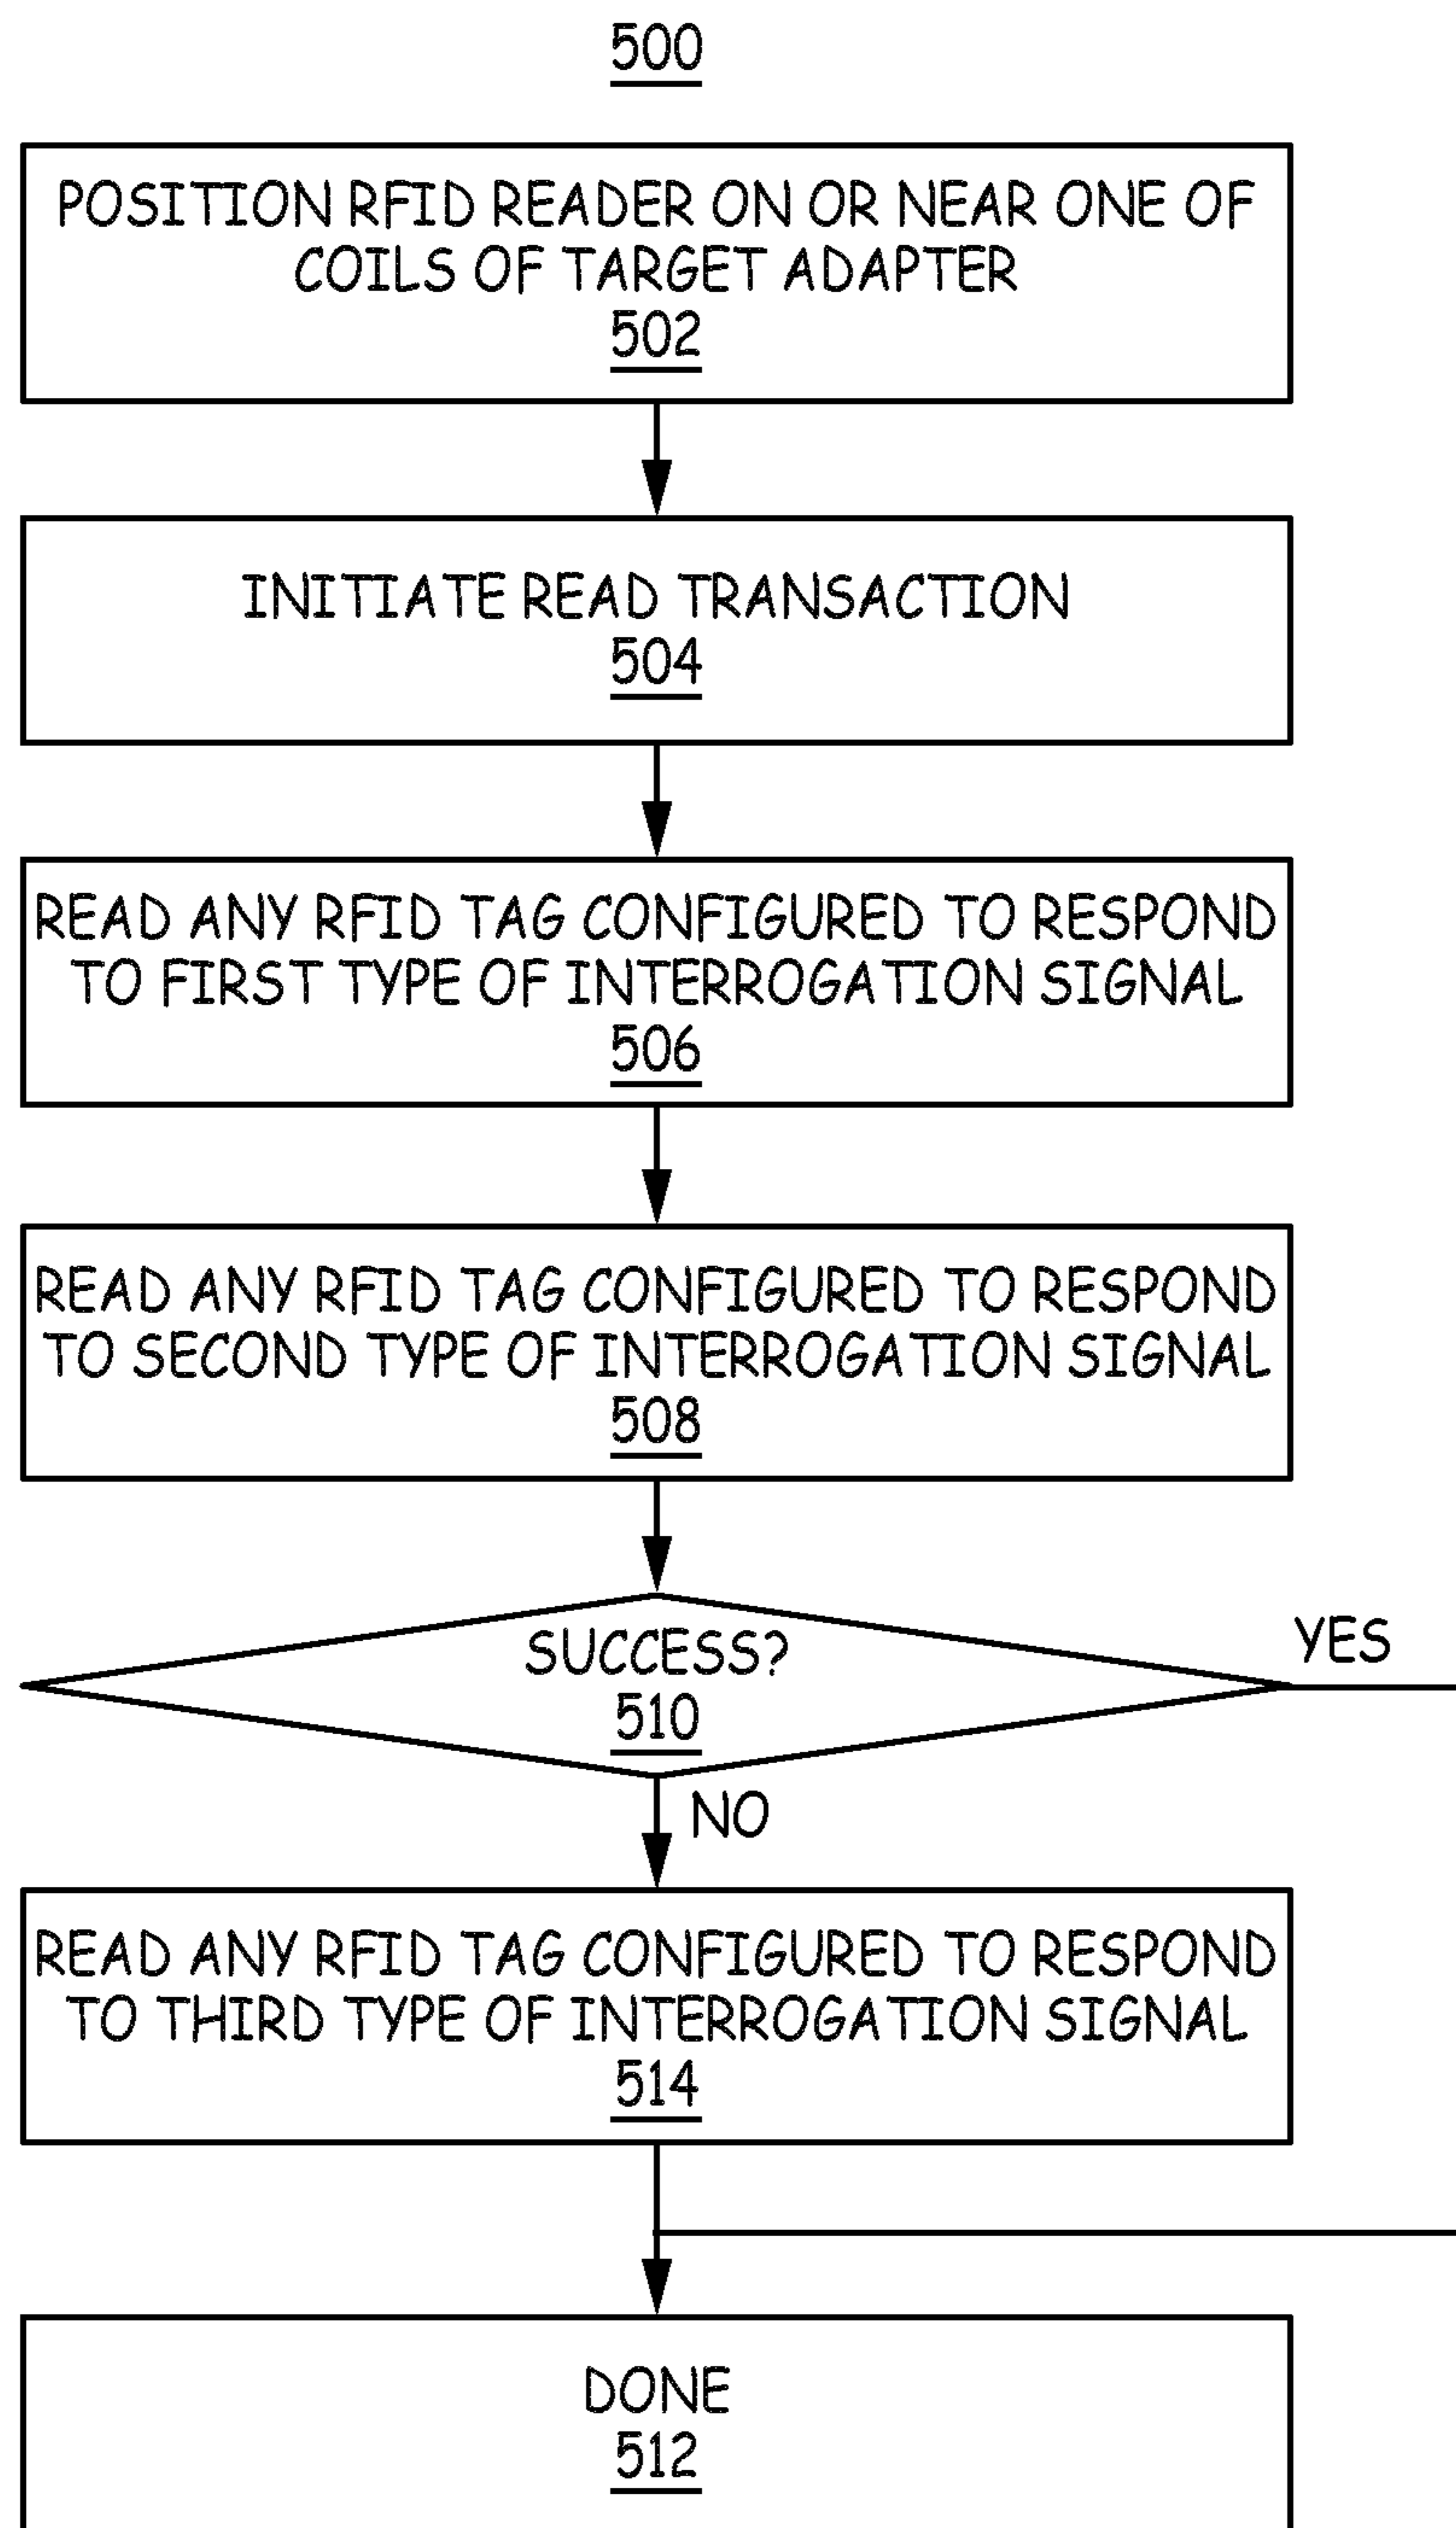 500
POSITION RFID READER ON OR NEAR ONE OF
COILS OF TARGET ADAPTER
502
INITIATE READ TRANSACTION
504
READ ANY RFID TAG CONFIGURED TO RESPOND
TO FIRST TYPE OF INTERROGATION SIGNAL
506
READ ANY RFID TAG CONFIGURED TO RESPOND
TO SECOND TYPE OF INTERROGATION SIGNAL
508
SUCCESS?
510
YES
NO
READ ANY RFID TAG CONFIGURED TO RESPOND
TO THIRD TYPE OF INTERROGATION SIGNAL
514
DONE
512